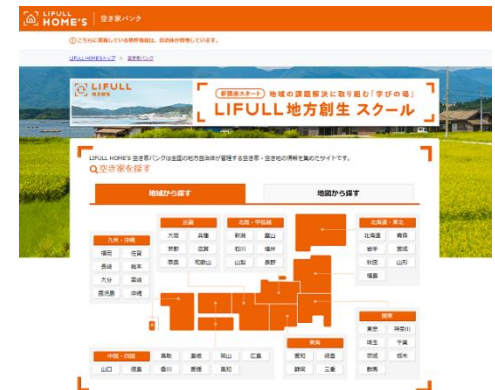 LIFULL HOME'S 空き家バンク
こちらに掲載している物件情報は、自治体が管理しています。
LIFULL HOME'Sトップ > 空き家バンク
LIFULL 地方創生
新講座スタート 地域の課題解決に取り組む「学びの場」
LIFULL地方創生 スクール
LIFULL HOME'S 空き家バンクは全国の地方自治体が管理する空き家・空き地の情報を集めたサイトです。
空き家を探す
地域から探す 地図から探す
近畿
大阪 兵庫
京都 滋賀
奈良 和歌山
北陸・甲信越
新潟 富山
石川 福井
山梨 長野
北海道・東北
北海道 青森
岩手 宮城
秋田 山形
福島
九州・沖縄
福岡 佐賀
長崎 熊本
大分 宮崎
鹿児島 沖縄
関東
東京 神奈川
埼玉 千葉
茨城 栃木
群馬
東海
愛知 岐阜
静岡 三重
中国・四国 鳥取 島根 岡山 広島
山口 徳島 香川 愛媛 高知